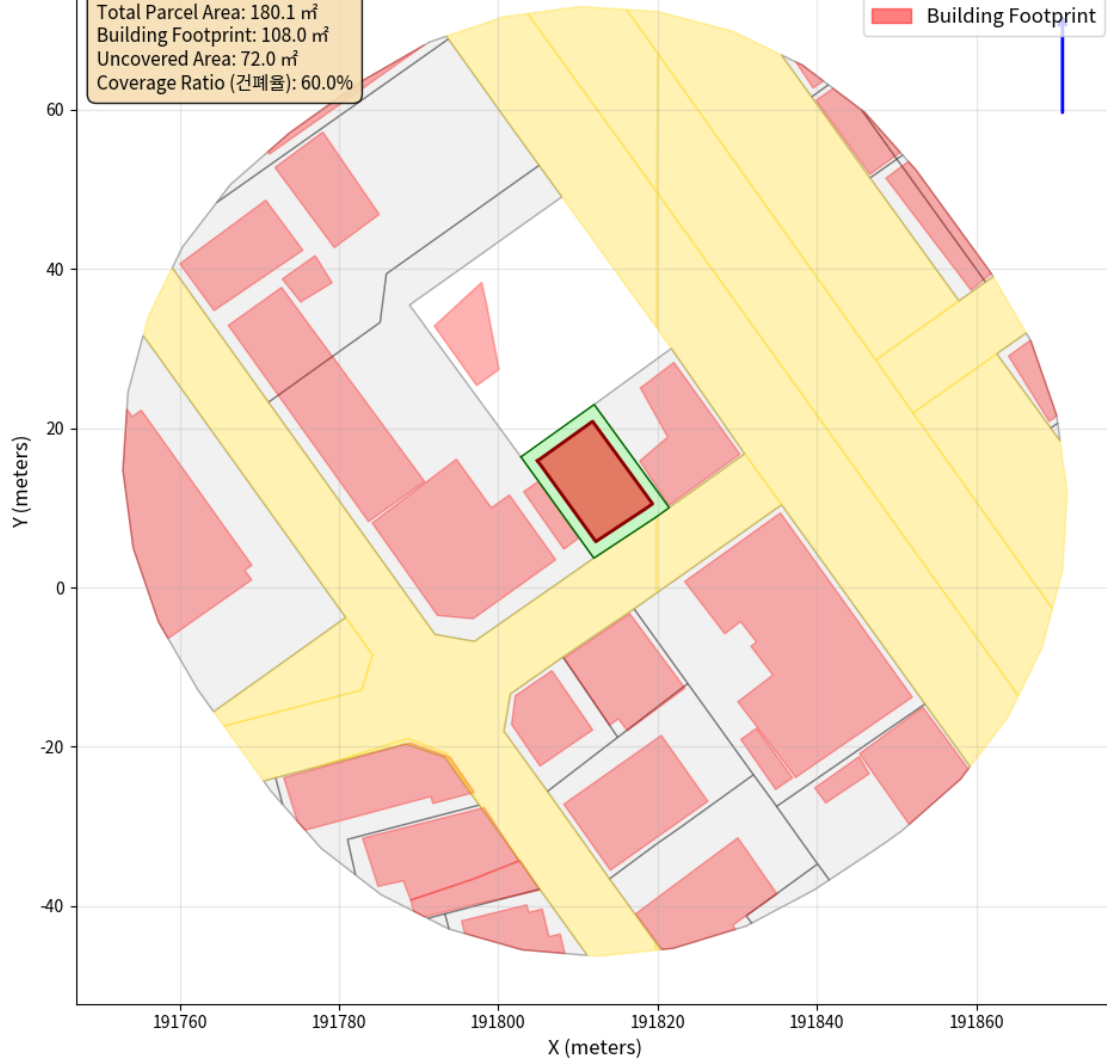 Total Parcel Area: 180.1 ㎡
Building Footprint: 108.0 ㎡
Uncovered Area: 72.0 ㎡
Coverage Ratio (건폐율): 60.0%
Building Footprint
60
40
20
0
-20
-40
Y (meters)
191760 191780 191800 191820 191840 191860
X (meters)